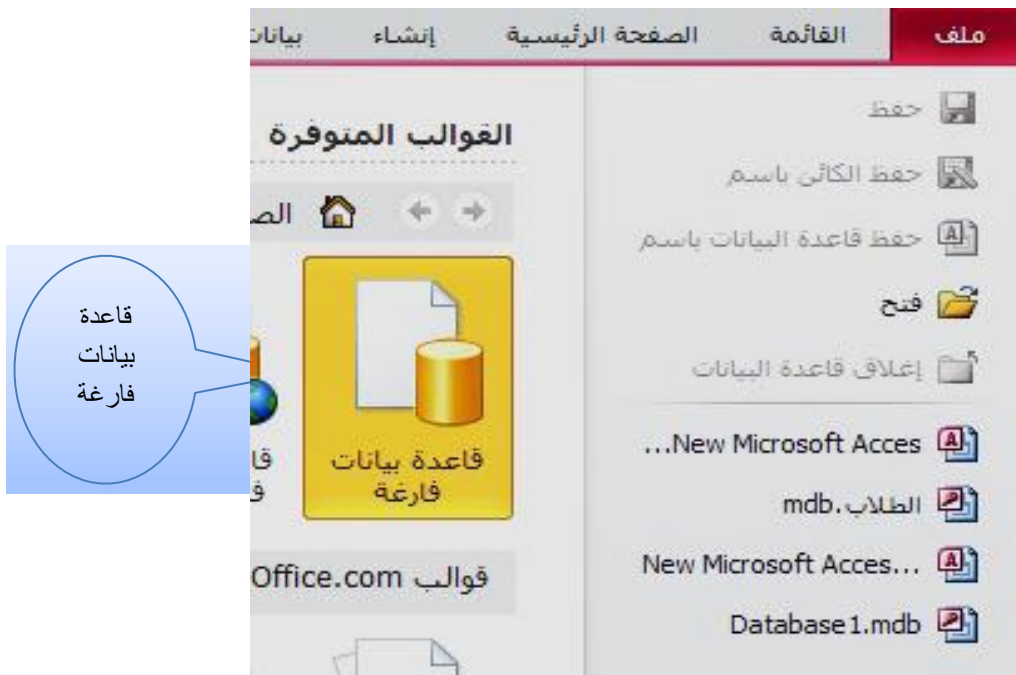 ملف القائمة الصفحة الرئيسية إنشاء بيانات
حفظ
حفظ الكائن باسم
حفظ قاعدة البيانات باسم
فتح
إغلاق قاعدة البيانات
New Microsoft Acces...
الطلاب.mdb
New Microsoft Acces...
Database1.mdb
القوالب المتوفرة
الص
قاعدة بيانات
فارغة
قا
ف
قوالب Office.com
قاعدة
بيانات
فارغة